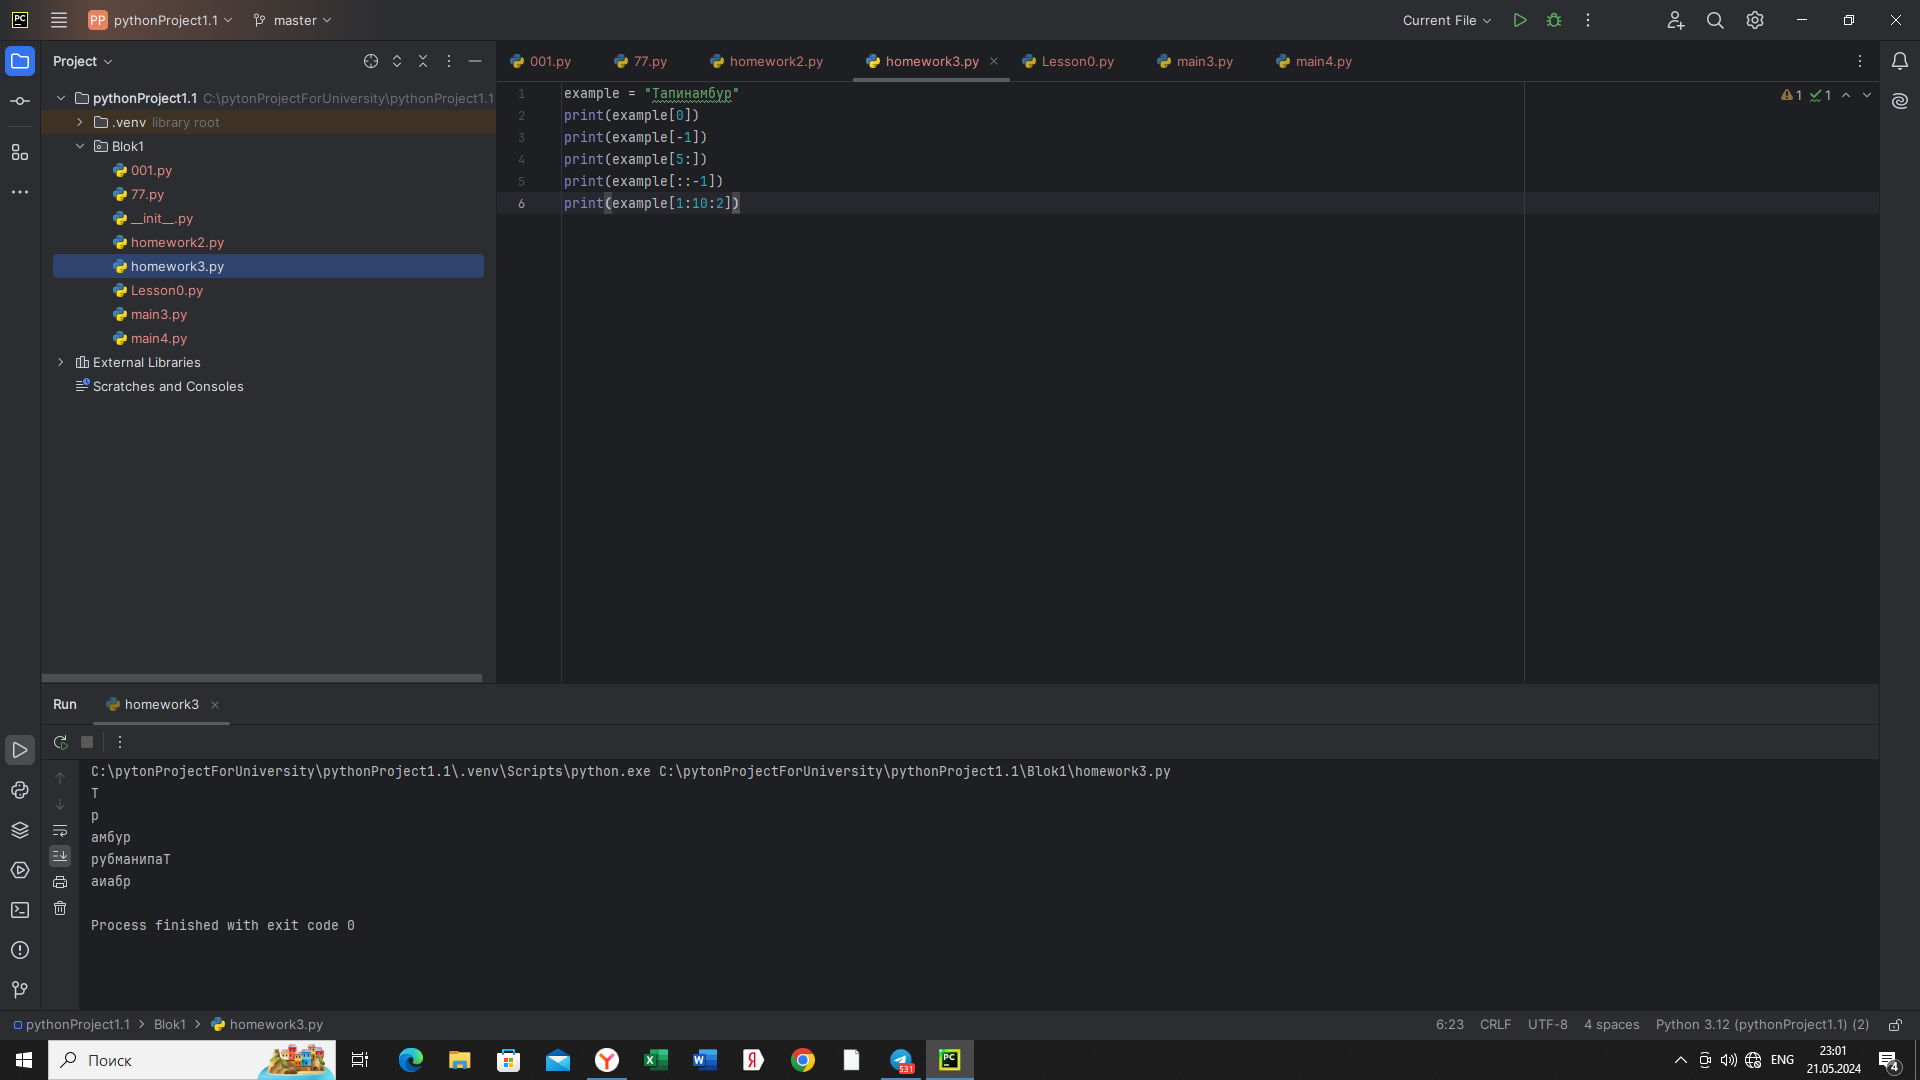 PC PP pythonProject1.1 master Current File
Project
001.py 77.py homework2.py homework3.py Lesson0.py main3.py main4.py
pythonProject1.1 C:\pytonProjectForUniversity\pythonProject1.1
.venv library root
Blok1
001.py
77.py
__init__.py
homework2.py
homework3.py
Lesson0.py
main3.py
main4.py
External Libraries
Scratches and Consoles
1 example = "Тапинамбур"
2 print(example[0])
3 print(example[-1])
4 print(example[5:])
5 print(example[::-1])
6 print(example[1:10:2])
1 1
Run homework3
C:\pytonProjectForUniversity\pythonProject1.1\.venv\Scripts\python.exe C:\pytonProjectForUniversity\pythonProject1.1\Blok1\homework3.py
Т
р
амбур
рубманипаТ
аиабр
Process finished with exit code 0
pythonProject1.1 > Blok1 > homework3.py 6:23 CRLF UTF-8 4 spaces Python 3.12 (pythonProject1.1) (2)
Поиск 531 PC ENG 23:01
21.05.2024 4